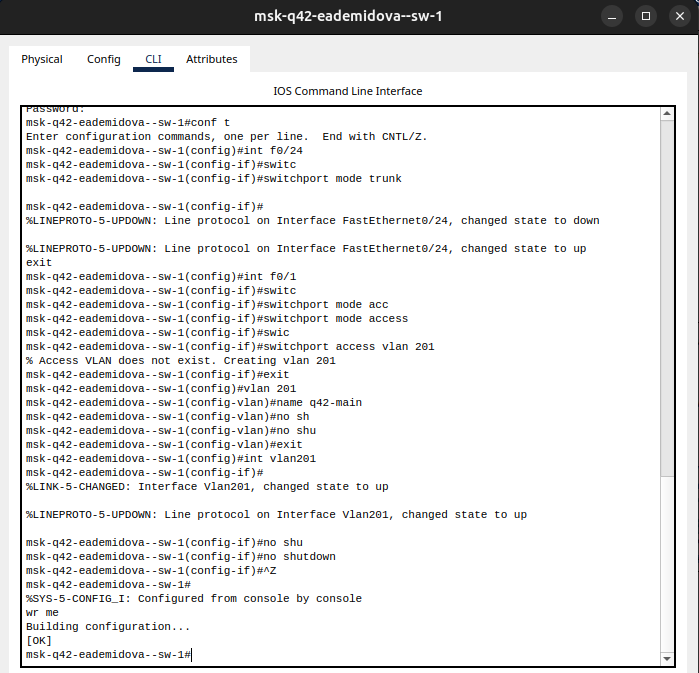 msk-q42-eademidova--sw-1
Physical Config CLI Attributes
IOS Command Line Interface
Password:
msk-q42-eademidova--sw-1#conf t
Enter configuration commands, one per line.  End with CNTL/Z.
msk-q42-eademidova--sw-1(config)#int f0/24
msk-q42-eademidova--sw-1(config-if)#switc
msk-q42-eademidova--sw-1(config-if)#switchport mode trunk
msk-q42-eademidova--sw-1(config-if)#
%LINEPROTO-5-UPDOWN: Line protocol on Interface FastEthernet0/24, changed state to down
%LINEPROTO-5-UPDOWN: Line protocol on Interface FastEthernet0/24, changed state to up
exit
msk-q42-eademidova--sw-1(config)#int f0/1
msk-q42-eademidova--sw-1(config-if)#switc
msk-q42-eademidova--sw-1(config-if)#switchport mode acc
msk-q42-eademidova--sw-1(config-if)#switchport mode access
msk-q42-eademidova--sw-1(config-if)#swic
msk-q42-eademidova--sw-1(config-if)#switchport access vlan 201
% Access VLAN does not exist. Creating vlan 201
msk-q42-eademidova--sw-1(config-if)#exit
msk-q42-eademidova--sw-1(config)#vlan 201
msk-q42-eademidova--sw-1(config-vlan)#name q42-main
msk-q42-eademidova--sw-1(config-vlan)#no sh
msk-q42-eademidova--sw-1(config-vlan)#no shu
msk-q42-eademidova--sw-1(config-vlan)#exit
msk-q42-eademidova--sw-1(config)#int vlan201
msk-q42-eademidova--sw-1(config-if)#
%LINK-5-CHANGED: Interface Vlan201, changed state to up
%LINEPROTO-5-UPDOWN: Line protocol on Interface Vlan201, changed state to up
msk-q42-eademidova--sw-1(config-if)#no shu
msk-q42-eademidova--sw-1(config-if)#no shutdown
msk-q42-eademidova--sw-1(config-if)#^Z
msk-q42-eademidova--sw-1#
%SYS-5-CONFIG_I: Configured from console by console
wr me
Building configuration...
[OK]
msk-q42-eademidova--sw-1#